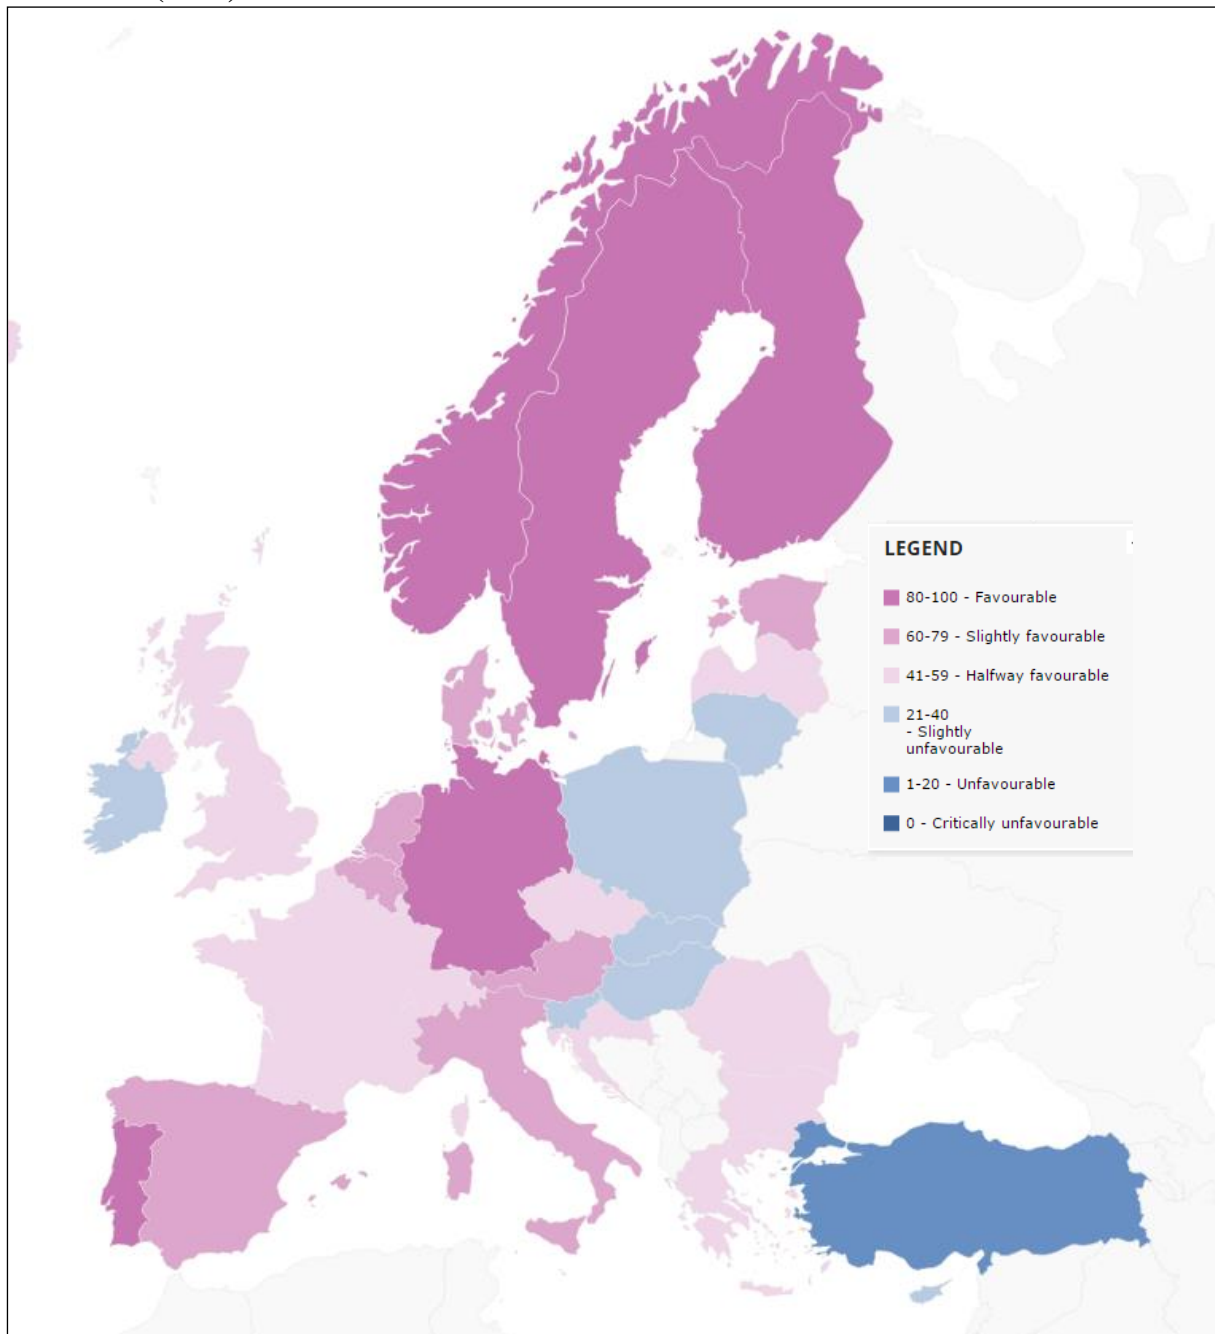 LEGEND
80-100 - Favourable
60-79 - Slightly favourable
41-59 - Halfway favourable
21-40
- Slightly
unfavourable
1-20 - Unfavourable
0 - Critically unfavourable